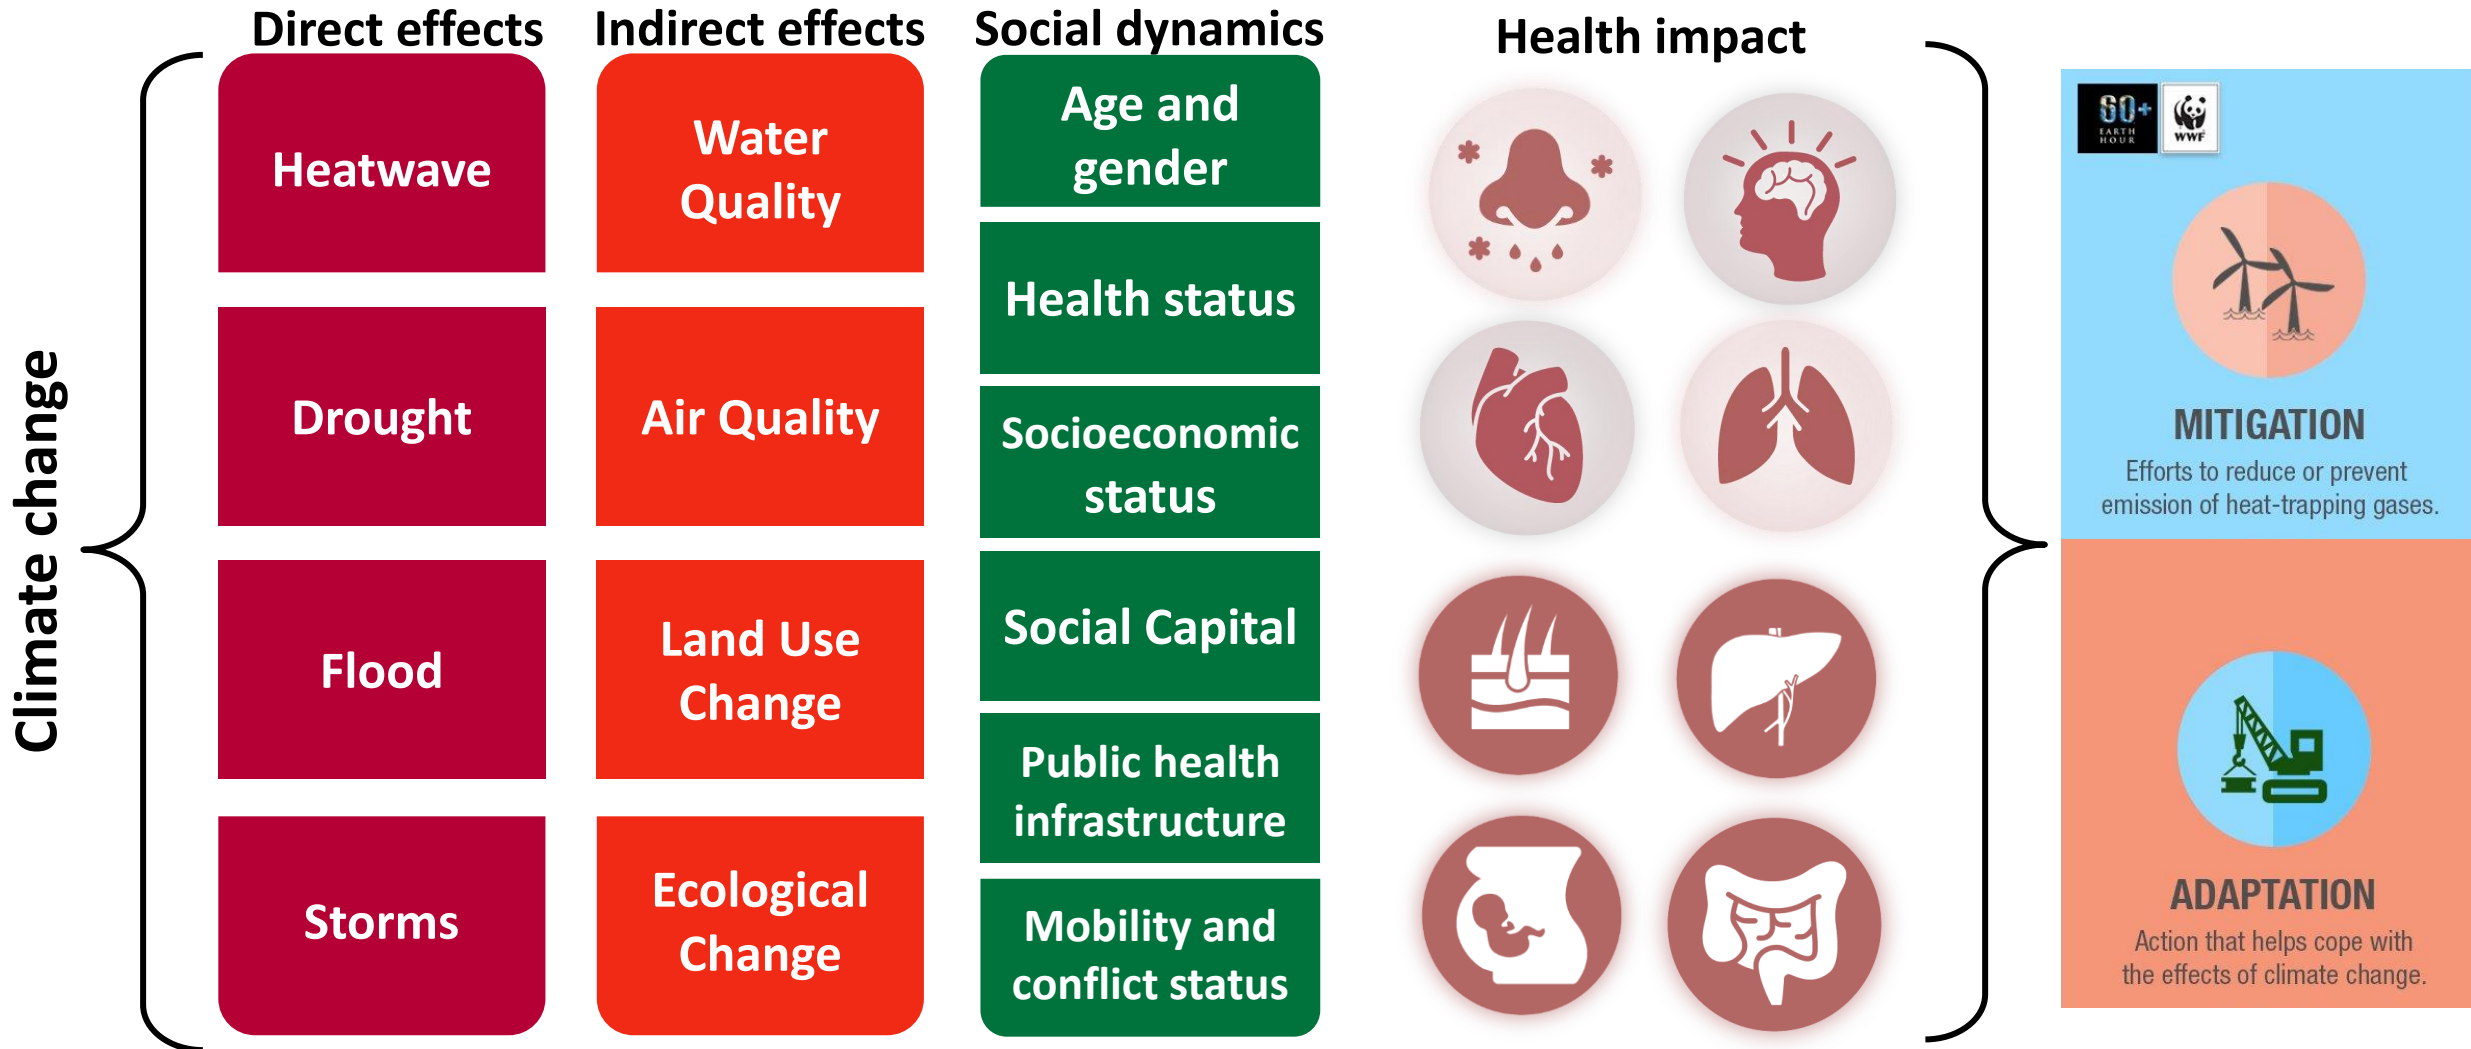 Climate change
Direct effects
Heatwave
Drought
Flood
Storms
Indirect effects
Water
Quality
Air Quality
Land Use
Change
Ecological
Change
Social dynamics
Age and
gender
Health status
Socioeconomic
status
Social Capital
Public health
infrastructure
Mobility and
conflict status
Health impact
60+
EARTH
HOUR
WWF
MITIGATION
Efforts to reduce or prevent
emission of heat-trapping gases.
ADAPTATION
Action that helps cope with
the effects of climate change.